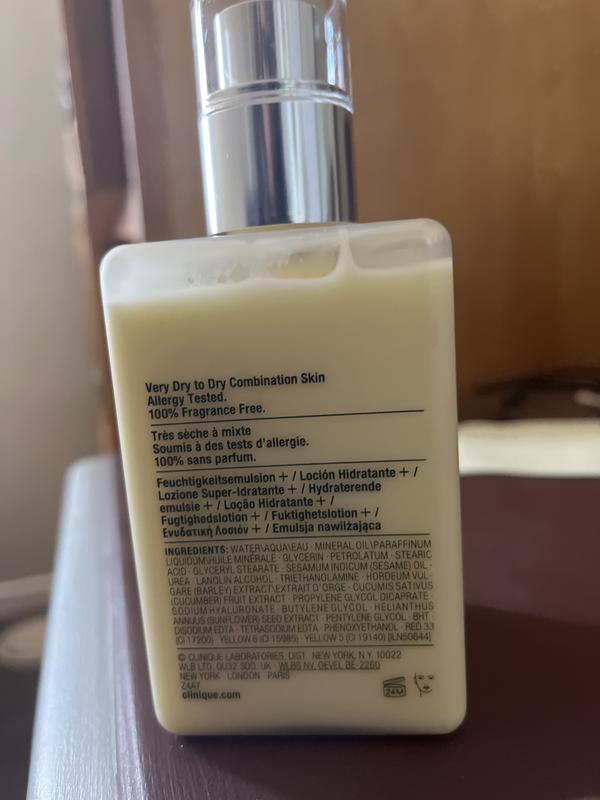 Very Dry to Dry Combination Skin
Allergy Tested.
100% Fragrance Free.
Très sèche à mixte
Soumis à des tests d'allergie.
100% sans parfum.
Feuchtigkeitsemulsion + / Loción Hidratante + /
Lozione Super-Idratante + / Hydraterende
emulsie + / Loção Hidratante + /
Fugtighedslotion + / Fuktighetslotion + /
Ενυδατική Λοσιόν + / Emulsja nawilżająca
INGREDIENTS: WATER\AQUA\EAU · MINERAL OIL\PARAFFINUM
LIQUIDUM\HUILE MINÉRALE · GLYCERIN · PETROLATUM · STEARIC
ACID · GLYCERYL STEARATE · SESAMUM INDICUM (SESAME) OIL ·
UREA · LANOLIN ALCOHOL · TRIETHANOLAMINE · HORDEUM VUL-
GARE (BARLEY) EXTRACT\EXTRAIT D'ORGE · CUCUMIS SATIVUS
(CUCUMBER) FRUIT EXTRACT · PROPYLENE GLYCOL DICAPRATE ·
SODIUM HYALURONATE · BUTYLENE GLYCOL · HELIANTHUS
ANNUUS (SUNFLOWER) SEED EXTRACT · PENTYLENE GLYCOL · BHT ·
DISODIUM EDTA · TETRASODIUM EDTA · PHENOXYETHANOL · RED 33
(CI 17200) · YELLOW 6 (CI 15985) · YELLOW 5 (CI 19140) [ILN50644]
© CLINIQUE LABORATORIES, DIST. NEW YORK, N.Y. 10022
WLB LTD. GU32 3DD. UK · WLBS NV. OEVEL BE-2260
NEW YORK · LONDON · PARIS
Z4A7
clinique.com
24M